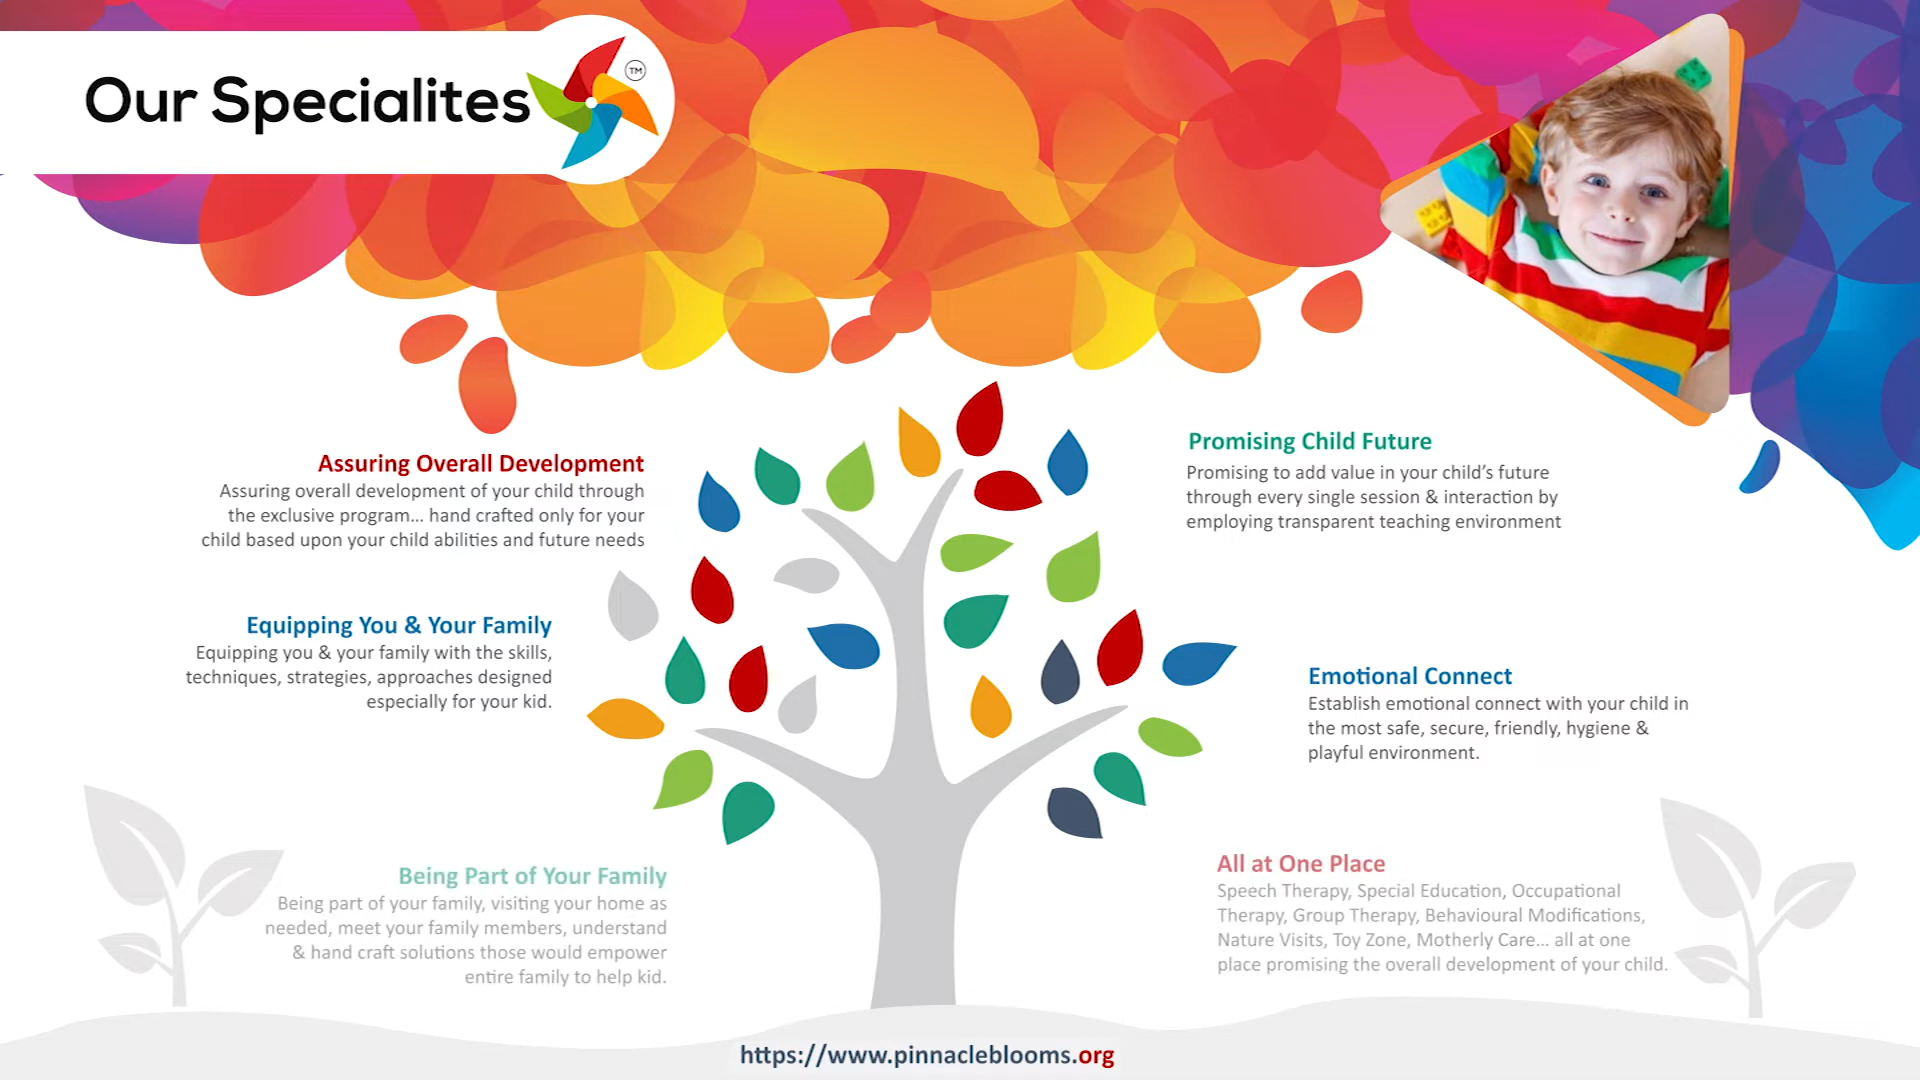 Our Specialites
TM
Assuring Overall Development
Assuring overall development of your child through
the exclusive program... hand crafted only for your
child based upon your child abilities and future needs
Equipping You & Your Family
Equipping you & your family with the skills,
techniques, strategies, approaches designed
especially for your kid.
Being Part of Your Family
Being part of your family, visiting your home as
needed, meet your family members, understand
& hand craft solutions those would empower
entire family to help kid.
Promising Child Future
Promising to add value in your child’s future
through every single session & interaction by
employing transparent teaching environment
Emotional Connect
Establish emotional connect with your child in
the most safe, secure, friendly, hygiene &
playful environment.
All at One Place
Speech Therapy, Special Education, Occupational
Therapy, Group Therapy, Behavioural Modifications,
Nature Visits, Toy Zone, Motherly Care... all at one
place promising the overall development of your child.
https://www.pinnacleblooms.org